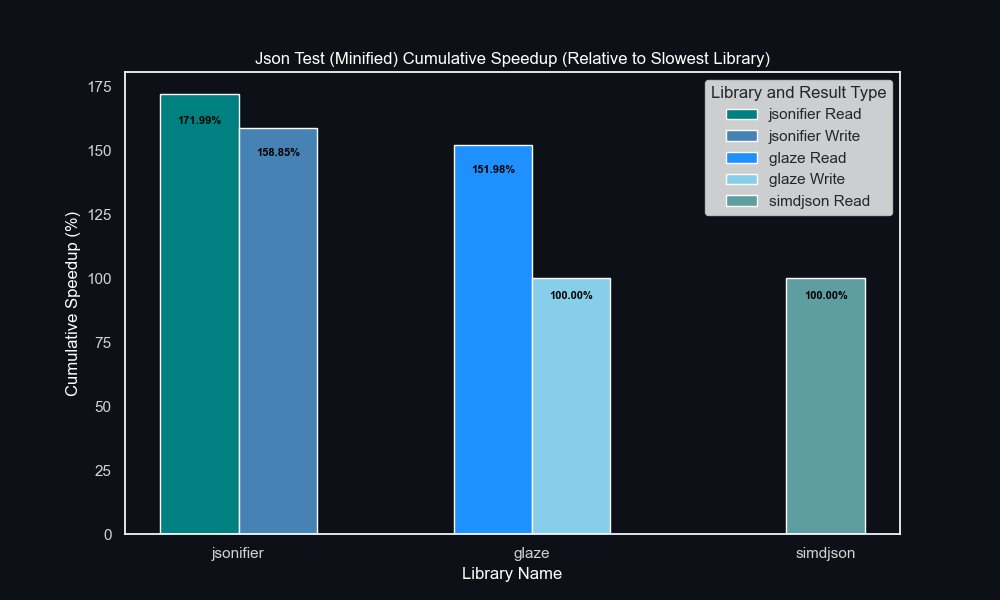 Json Test (Minified) Cumulative Speedup (Relative to Slowest Library)
Cumulative Speedup (%)
175
150
125
100
75
50
25
0
171.99%
158.85%
151.98%
100.00%
100.00%
Library and Result Type
jsonifier Read
jsonifier Write
glaze Read
glaze Write
simdjson Read
jsonifier
glaze
simdjson
Library Name